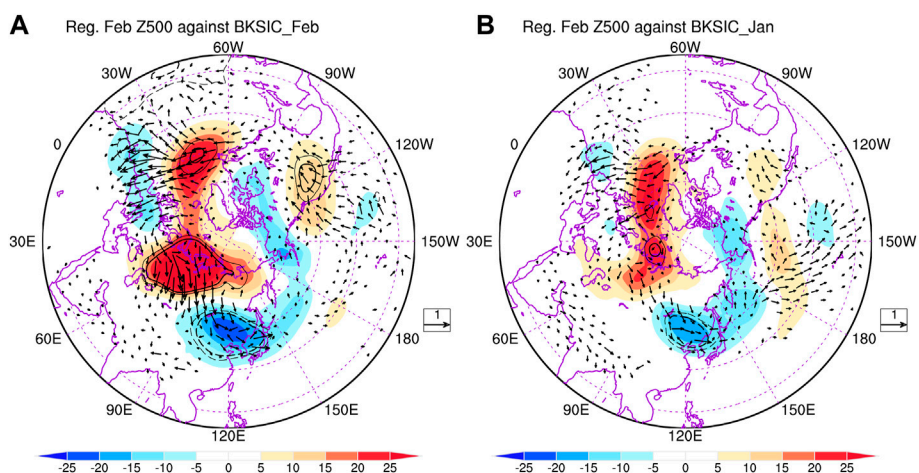 A Reg. Feb Z500 against BKSIC_Feb
60W
30W 90W
0 120W
30E 150W
1
60E 180
90E 150E
120E
-25 -20 -15 -10 -5 0 5 10 15 20 25
B Reg. Feb Z500 against BKSIC_Jan
60W
30W 90W
0 120W
30E 150W
1
60E 180
90E 150E
120E
-25 -20 -15 -10 -5 0 5 10 15 20 25